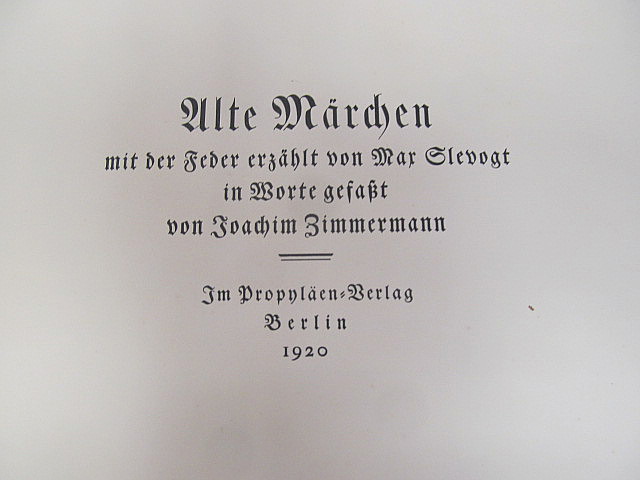 Alte Märchen
mit der Feder erzählt von Max Slevogt
in Worte gefaßt
von Joachim Zimmermann
Im Propyläen-Verlag
Berlin
1920